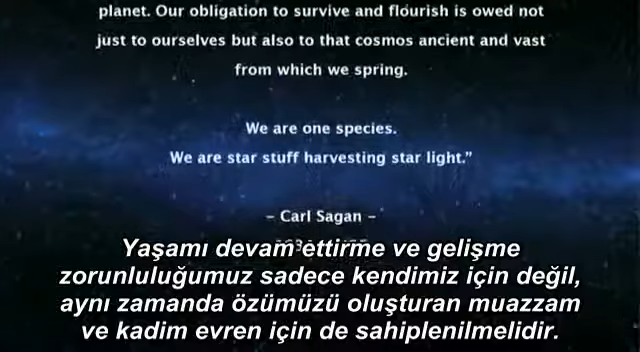 planet. Our obligation to survive and flourish is owed not
just to ourselves but also to that cosmos ancient and vast
from which we spring.
We are one species.
We are star stuff harvesting star light.”
– Carl Sagan –
Yaşamı devam ettirme ve gelişme
zorunluluğumuz sadece kendimiz için değil,
aynı zamanda özümüzü oluşturan muazzam
ve kadim evren için de sahiplenilmelidir.